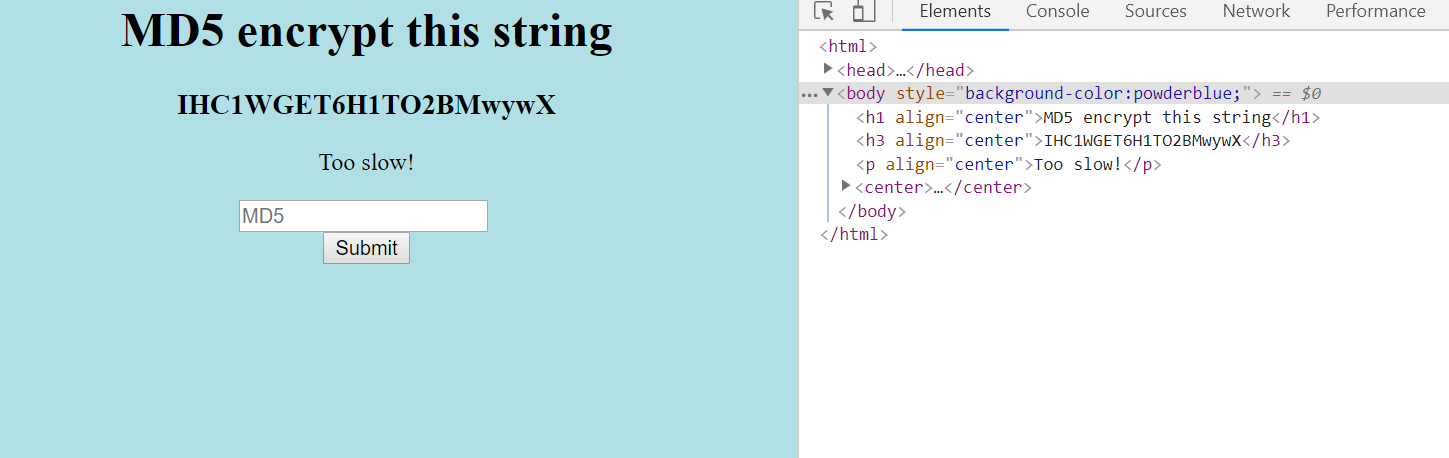 MD5 encrypt this string
IHC1WGET6H1TO2BMwywX
Too slow!
MD5
Submit
Elements Console Sources Network Performance
<html>
<head>…</head>
<body style="background-color:powderblue;"> == $0
<h1 align="center">MD5 encrypt this string</h1>
<h3 align="center">IHC1WGET6H1TO2BMwywX</h3>
<p align="center">Too slow!</p>
<center>…</center>
</body>
</html>